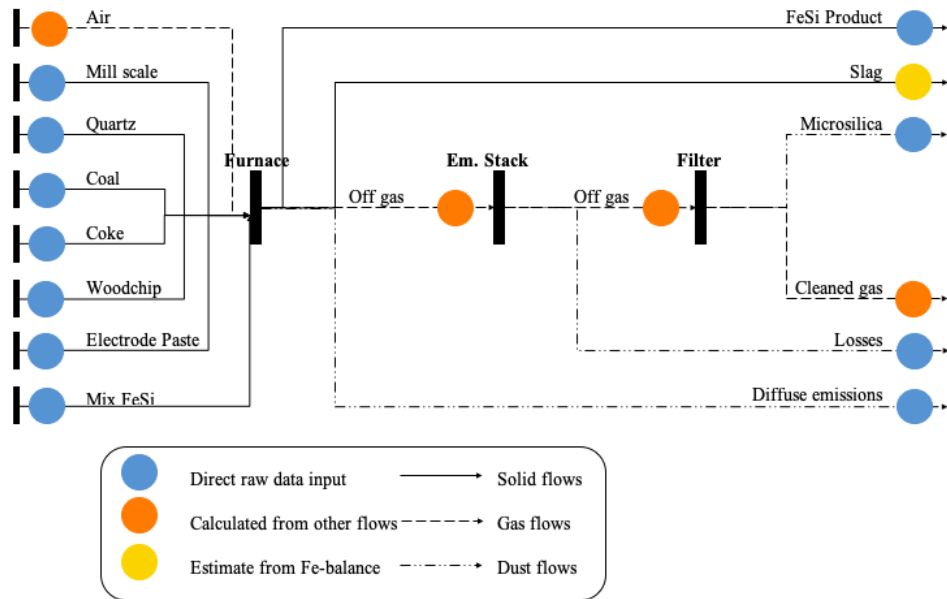 Air
FeSi Product
Mill scale
Slag
Quartz
Microsilica
Furnace
Em. Stack
Filter
Coal
Off gas
Off gas
Coke
Woodchip
Cleaned gas
Electrode Paste
Losses
Mix FeSi
Diffuse emissions
Direct raw data input
Solid flows
Calculated from other flows
Gas flows
Estimate from Fe-balance
Dust flows